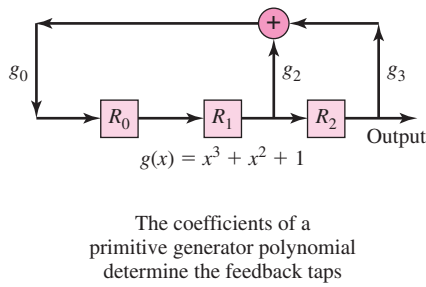 +
g₀
g₂
g₃
R₀
R₁
R₂
Output
g(x) = x³ + x² + 1
The coefficients of a
primitive generator polynomial
determine the feedback taps